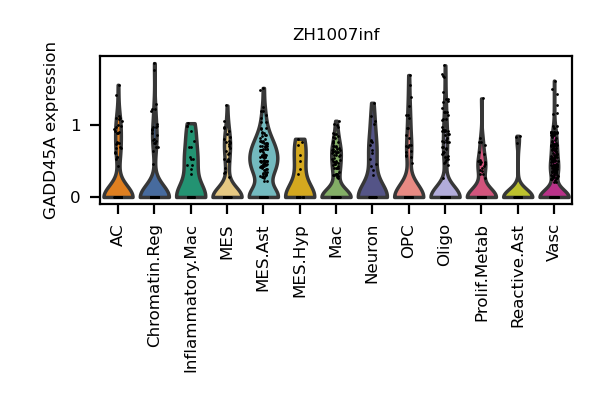 ZH1007inf
GADD45A expression
1
0
AC
Chromatin.Reg
Inflammatory.Mac
MES
MES.Ast
MES.Hyp
Mac
Neuron
OPC
Oligo
Prolif.Metab
Reactive.Ast
Vasc